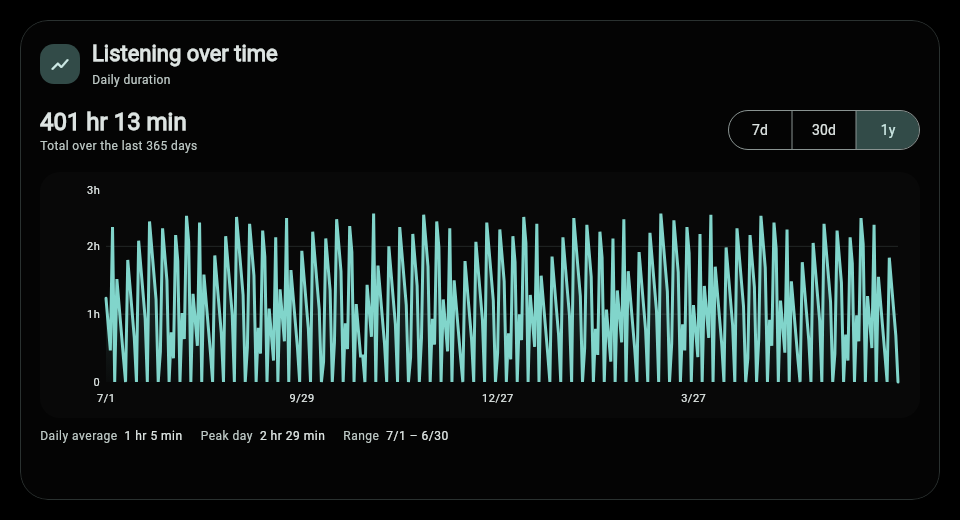 Listening over time
Daily duration
401 hr 13 min
Total over the last 365 days
7d 30d 1y
3h
2h
1h
0
7/1 9/29 12/27 3/27
Daily average 1 hr 5 min Peak day 2 hr 29 min Range 7/1 – 6/30